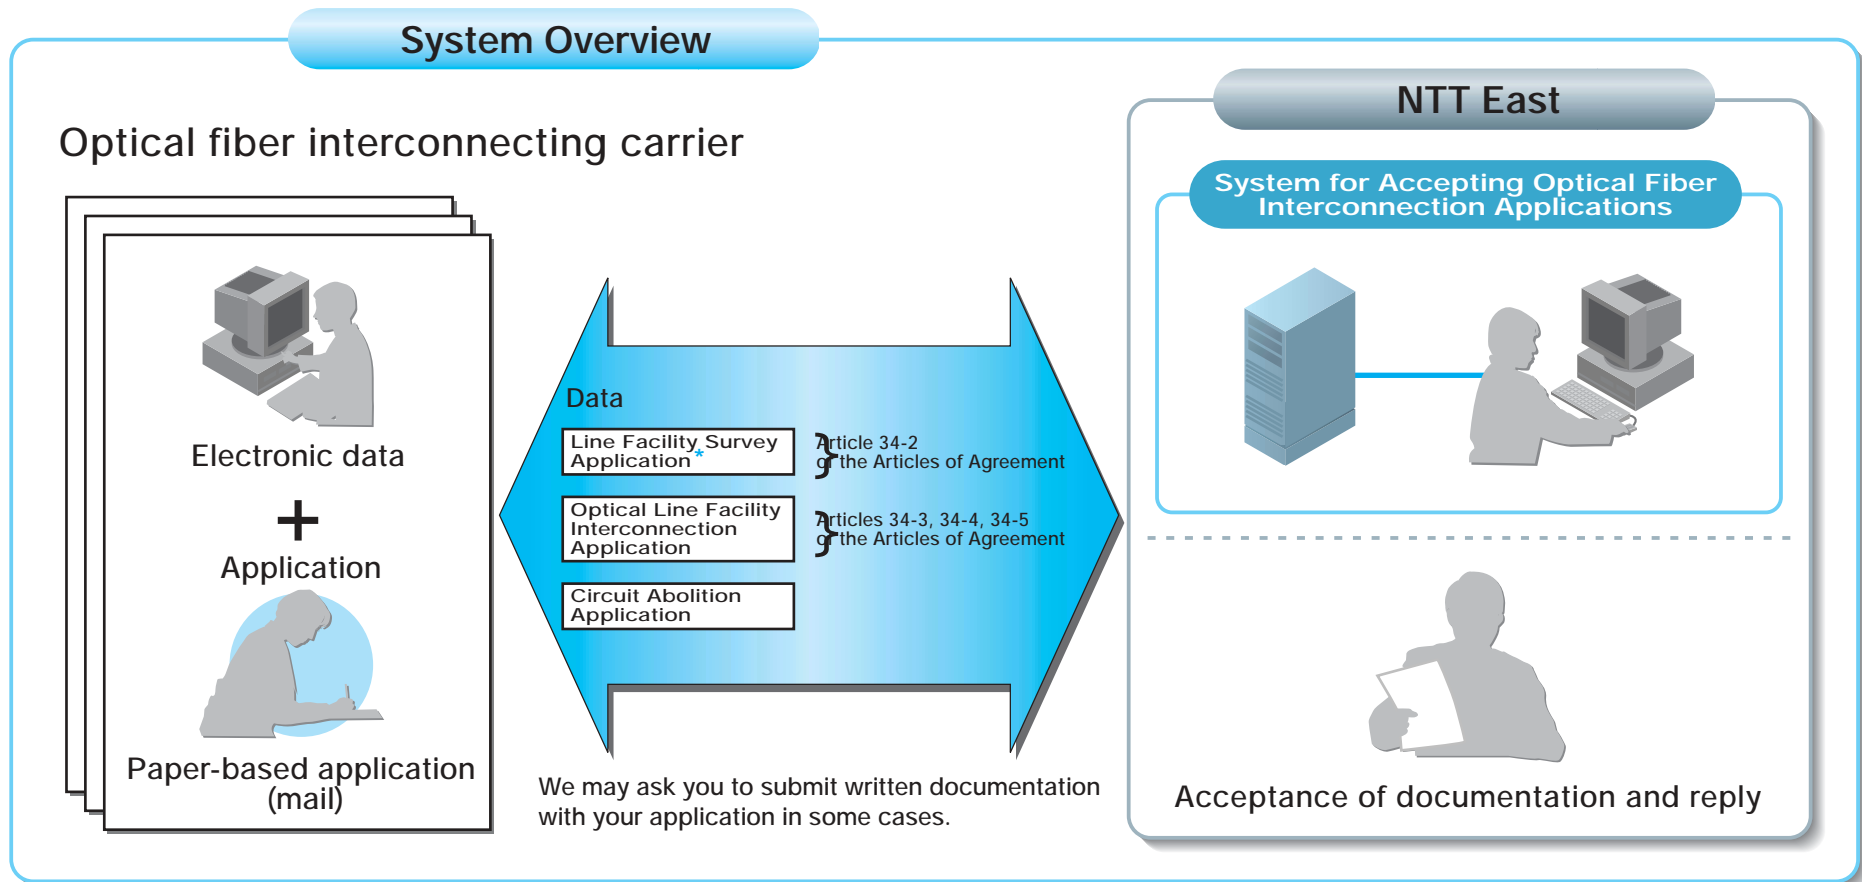 System Overview
Optical fiber interconnecting carrier
Electronic data
+
Application
Paper-based application
(mail)
Data
Line Facility Survey
Application*
} Article 34-2
of the Articles of Agreement
Optical Line Facility
Interconnection
Application
} Articles 34-3, 34-4, 34-5
of the Articles of Agreement
Circuit Abolition
Application
We may ask you to submit written documentation
with your application in some cases.
NTT East
System for Accepting Optical Fiber
Interconnection Applications
Acceptance of documentation and reply